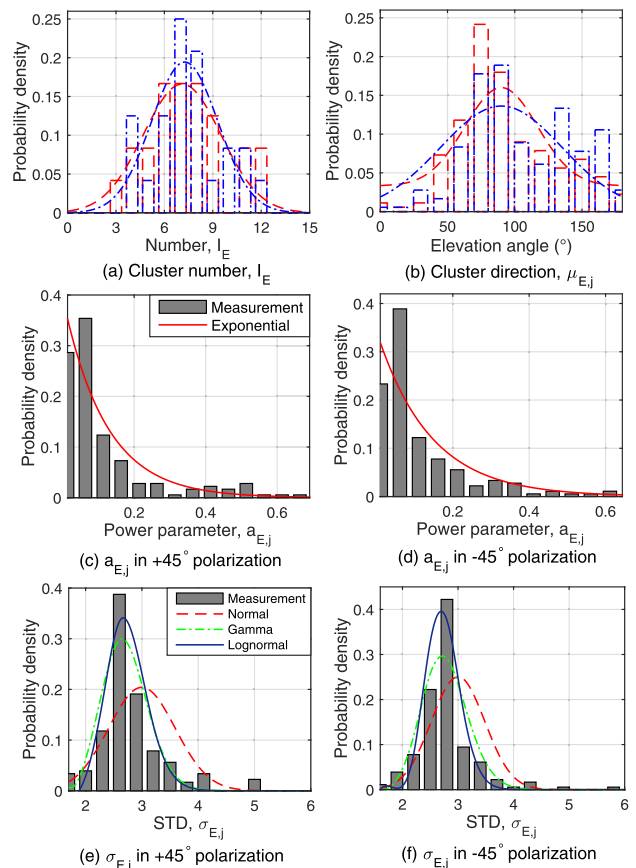 Probability density
0.25
0.2
0.15
0.1
0.05
0
0 3 6 9 12 15
Number, I_E
(a) Cluster number, I_E
Probability density
0.25
0.2
0.15
0.1
0.05
0
0 50 100 150
Elevation angle (°)
(b) Cluster direction, μ_E,j
Probability density
0.4
0.3
0.2
0.1
0
Measurement
Exponential
0.2 0.4 0.6
Power parameter, a_E,j
(c) a_E,j in +45° polarization
Probability density
0.4
0.3
0.2
0.1
0
0.2 0.4 0.6
Power parameter, a_E,j
(d) a_E,j in -45° polarization
Probability density
0.4
0.3
0.2
0.1
0
Measurement
Normal
Gamma
Lognormal
2 3 4 5 6
STD, σ_E,j
(e) σ_E,j in +45° polarization
Probability density
0.4
0.3
0.2
0.1
0
2 3 4 5 6
STD, σ_E,j
(f) σ_E,j in -45° polarization